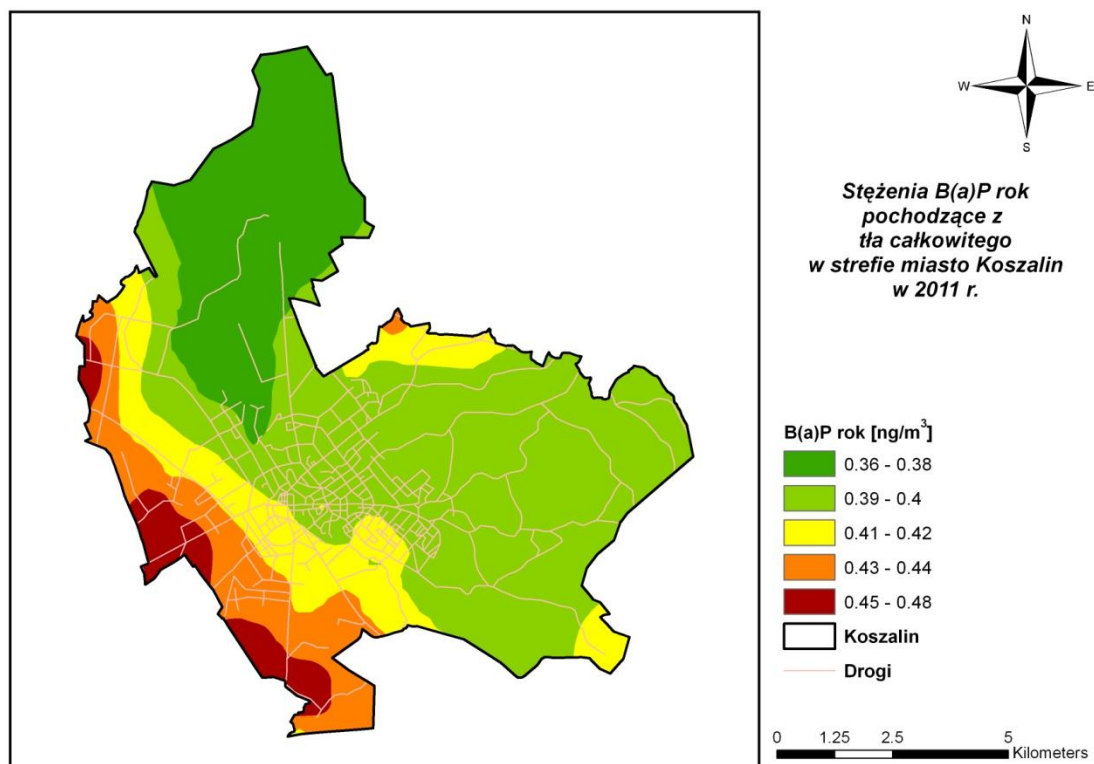 N
W E
S
Stężenia B(a)P rok
pochodzące z
tła całkowitego
w strefie miasto Koszalin
w 2011 r.
B(a)P rok [ng/m³]
0.36 - 0.38
0.39 - 0.4
0.41 - 0.42
0.43 - 0.44
0.45 - 0.48
Koszalin
Drogi
0 1.25 2.5 5
Kilometers